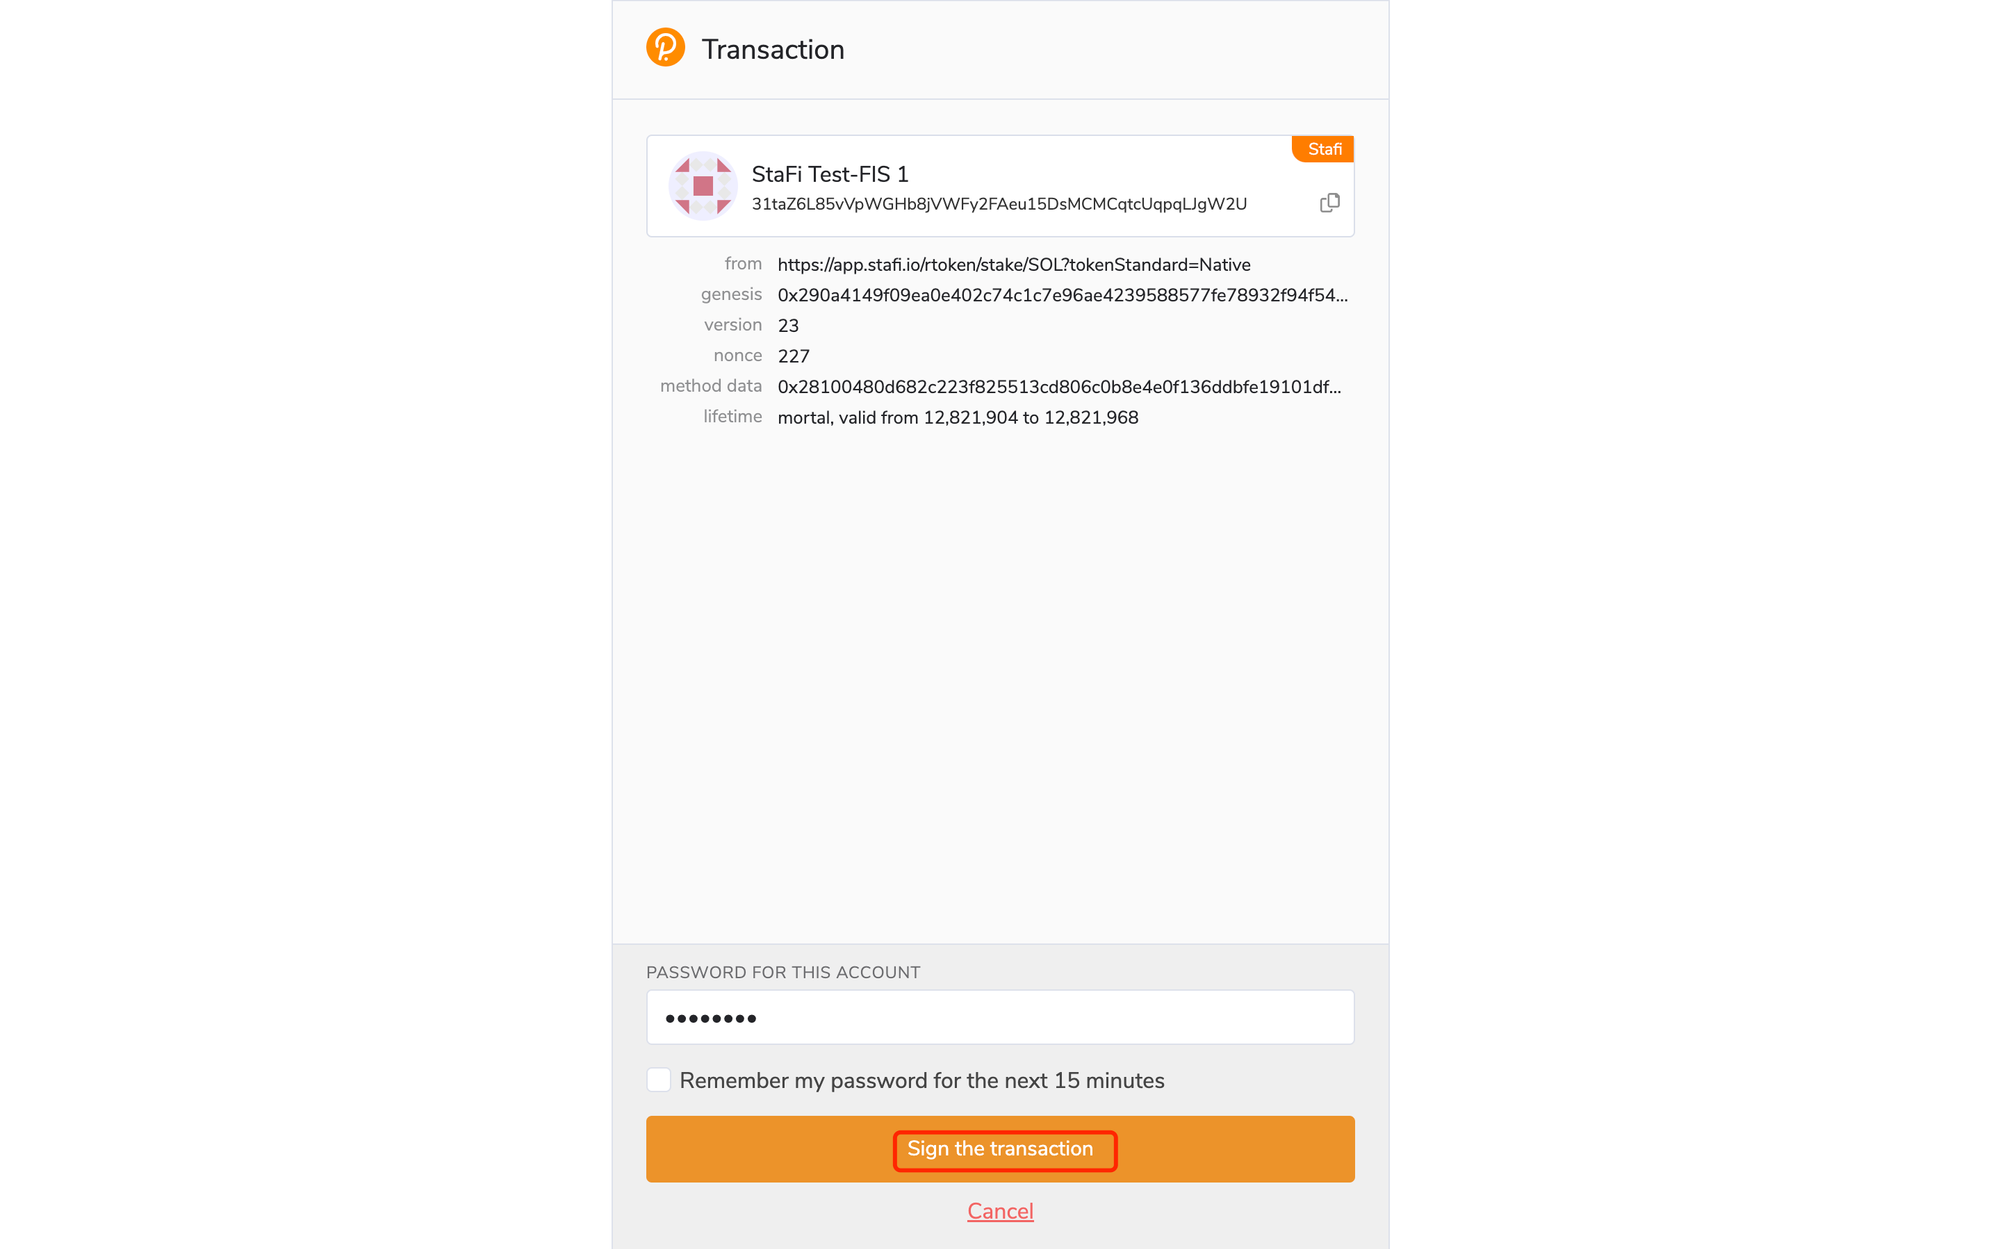 Transaction
Stafi
StaFi Test-FIS 1
31taZ6L85vVpWGHb8jVWFy2FAeu15DsMCMCqtcUqpqLJgW2U
from https://app.stafi.io/rtoken/stake/SOL?tokenStandard=Native
genesis 0x290a4149f09ea0e402c74c1c7e96ae4239588577fe78932f94f54...
version 23
nonce 227
method data 0x28100480d682c223f825513cd806c0b8e4e0f136ddbfe19101df...
lifetime mortal, valid from 12,821,904 to 12,821,968
PASSWORD FOR THIS ACCOUNT
••••••••
Remember my password for the next 15 minutes
Sign the transaction
Cancel